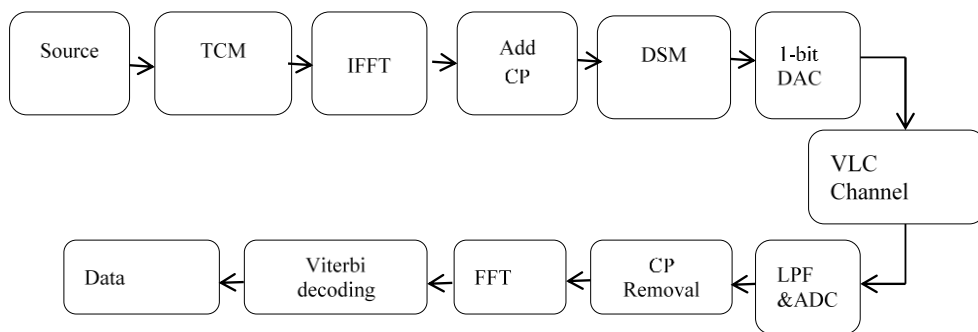 Source
TCM
IFFT
Add
CP
DSM
1-bit
DAC
VLC
Channel
LPF
&ADC
CP
Removal
FFT
Viterbi
decoding
Data